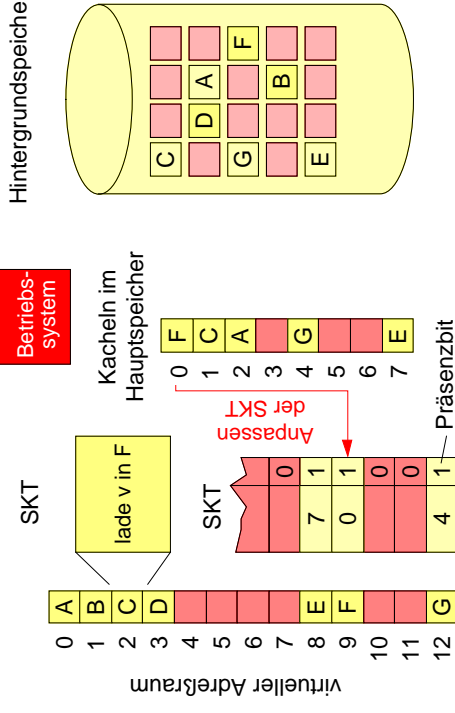 SKT
Betriebs-
system
Hintergrundspeiche
Kacheln im
Hauptspeicher
virtueller Adreßraum
0 A
1 B
2 C
3 D
4
5
6
7
8 E
9 F
10
11
12 G
lade v in F
SKT
0
7 1
0 1
0
0
4 1
Präsenzbit
Anpassen
der SKT
0 F
1 C
2 A
3
4 G
5
6
7 E
F
A B
D
C G E